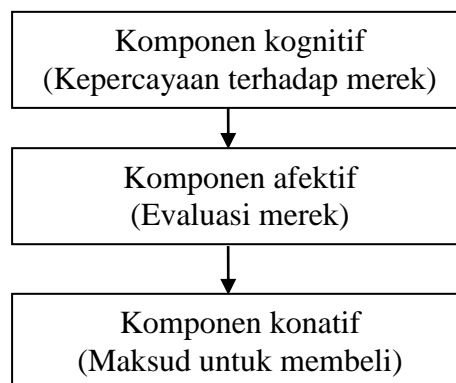 Komponen kognitif
(Kepercayaan terhadap merek)
Komponen afektif
(Evaluasi merek)
Komponen konatif
(Maksud untuk membeli)